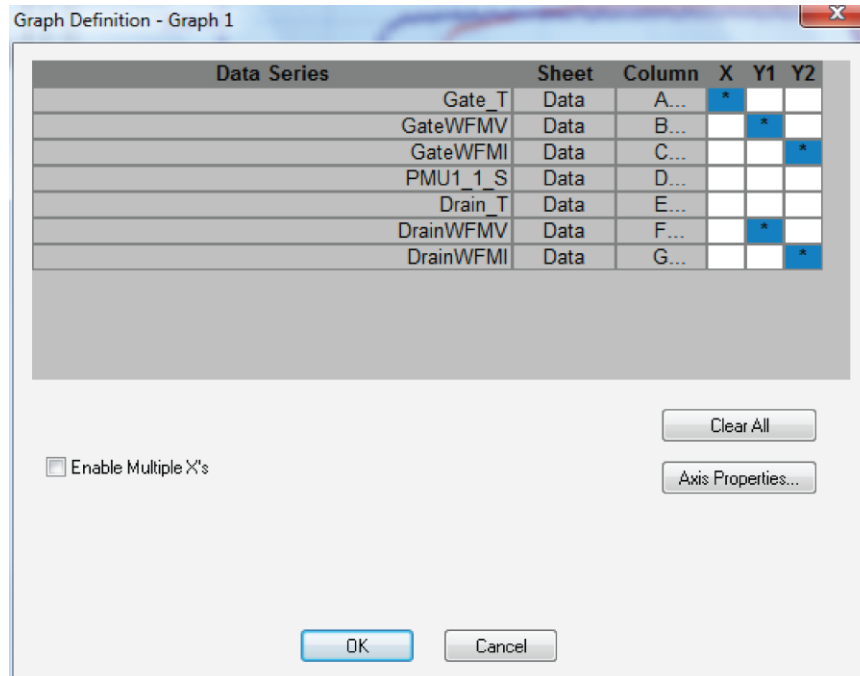 Graph Definition - Graph 1
Data Series Sheet Column X Y1 Y2
Gate_T Data A... *
GateWFMV Data B... *
GateWFMI Data C... *
PMU1_1_S Data D...
Drain_T Data E...
DrainWFMV Data F... *
DrainWFMI Data G... *
Clear All
Enable Multiple X's
Axis Properties...
OK Cancel